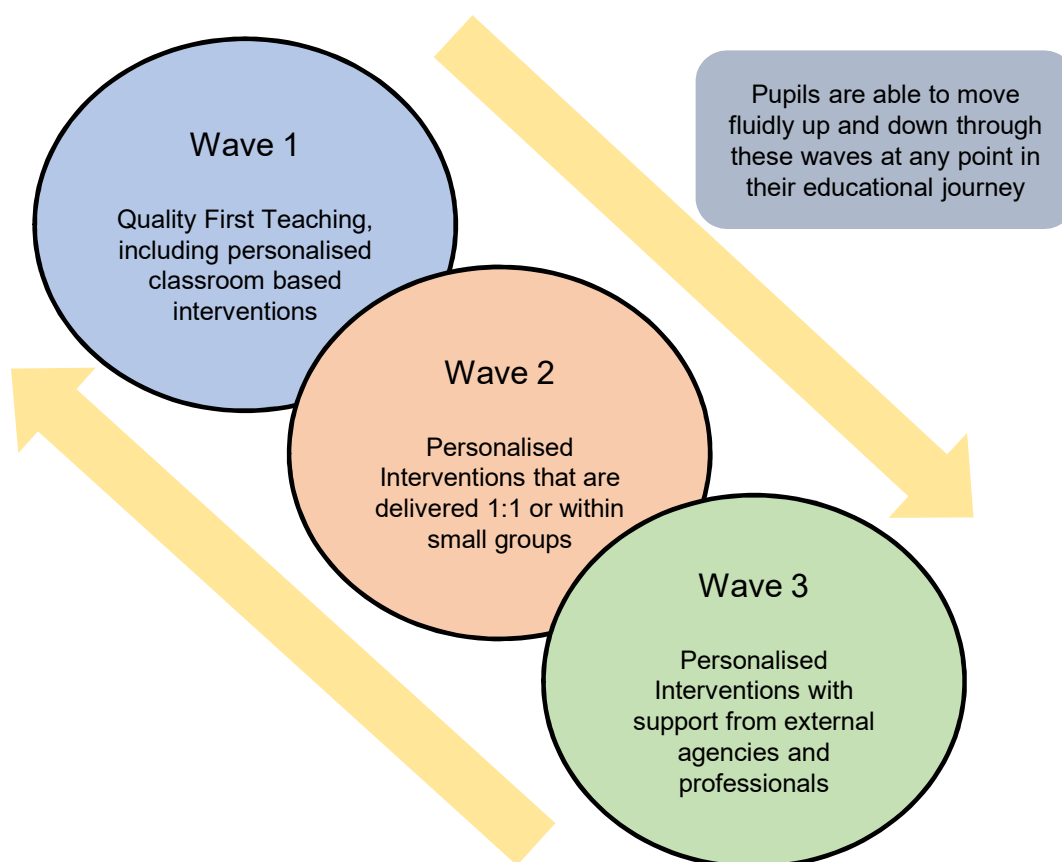 Wave 1
Quality First Teaching,
including personalised
classroom based
interventions
Pupils are able to move
fluidly up and down through
these waves at any point in
their educational journey
Wave 2
Personalised
Interventions that are
delivered 1:1 or within
small groups
Wave 3
Personalised
Interventions with
support from external
agencies and
professionals